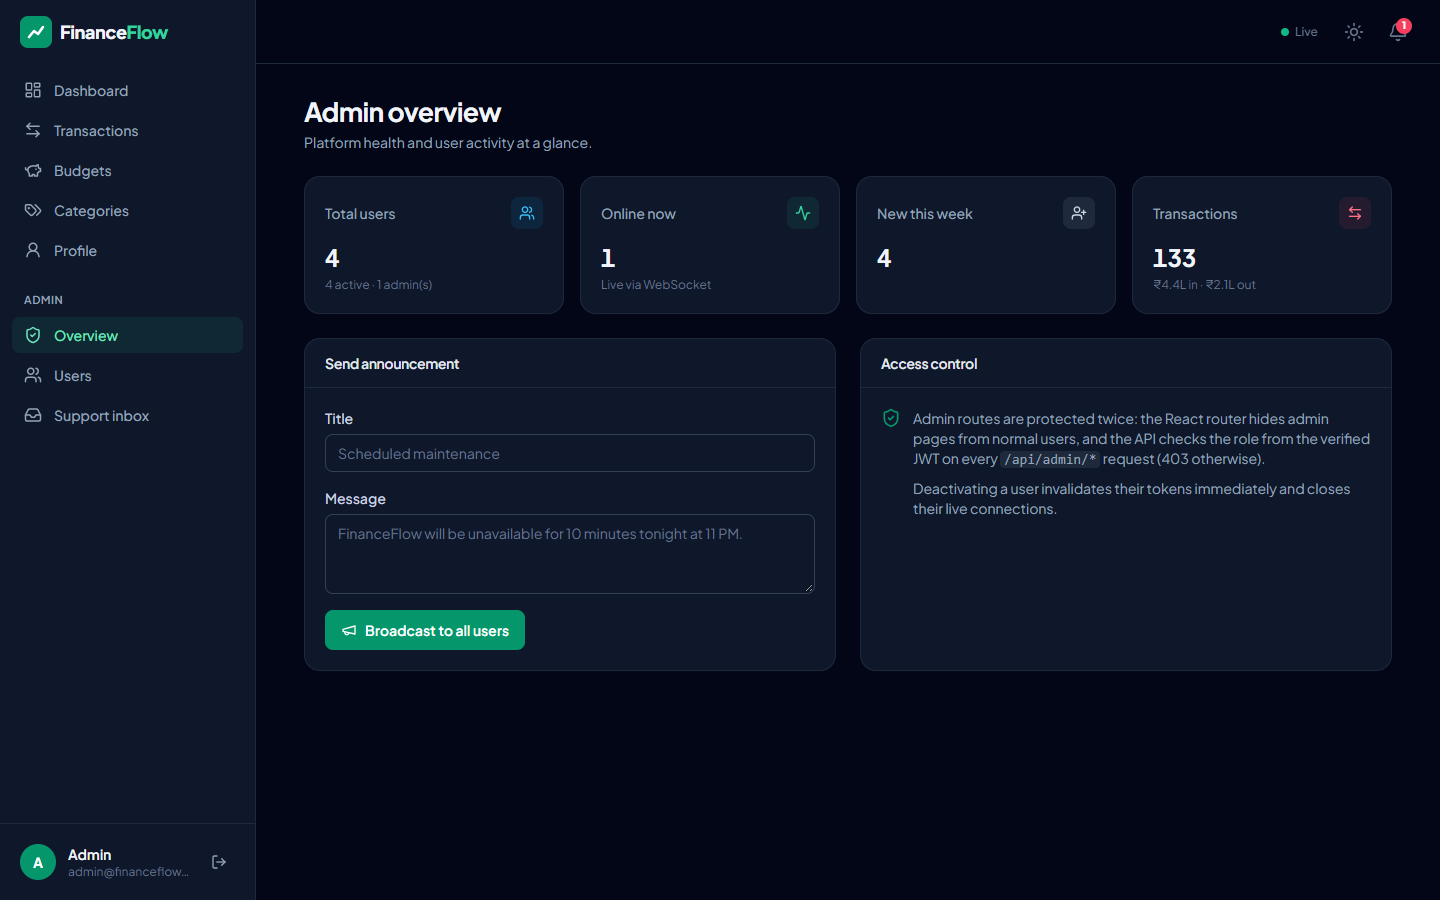 FinanceFlow
Live
1
Dashboard
Transactions
Budgets
Categories
Profile
ADMIN
Overview
Users
Support inbox
Admin overview
Platform health and user activity at a glance.
Total users
4
4 active · 1 admin(s)
Online now
1
Live via WebSocket
New this week
4
Transactions
133
₹4.4L in · ₹2.1L out
Send announcement
Title
Scheduled maintenance
Message
FinanceFlow will be unavailable for 10 minutes tonight at 11 PM.
Broadcast to all users
Access control
Admin routes are protected twice: the React router hides admin
pages from normal users, and the API checks the role from the verified
JWT on every /api/admin/* request (403 otherwise).
Deactivating a user invalidates their tokens immediately and closes
their live connections.
A
Admin
admin@financeflow...